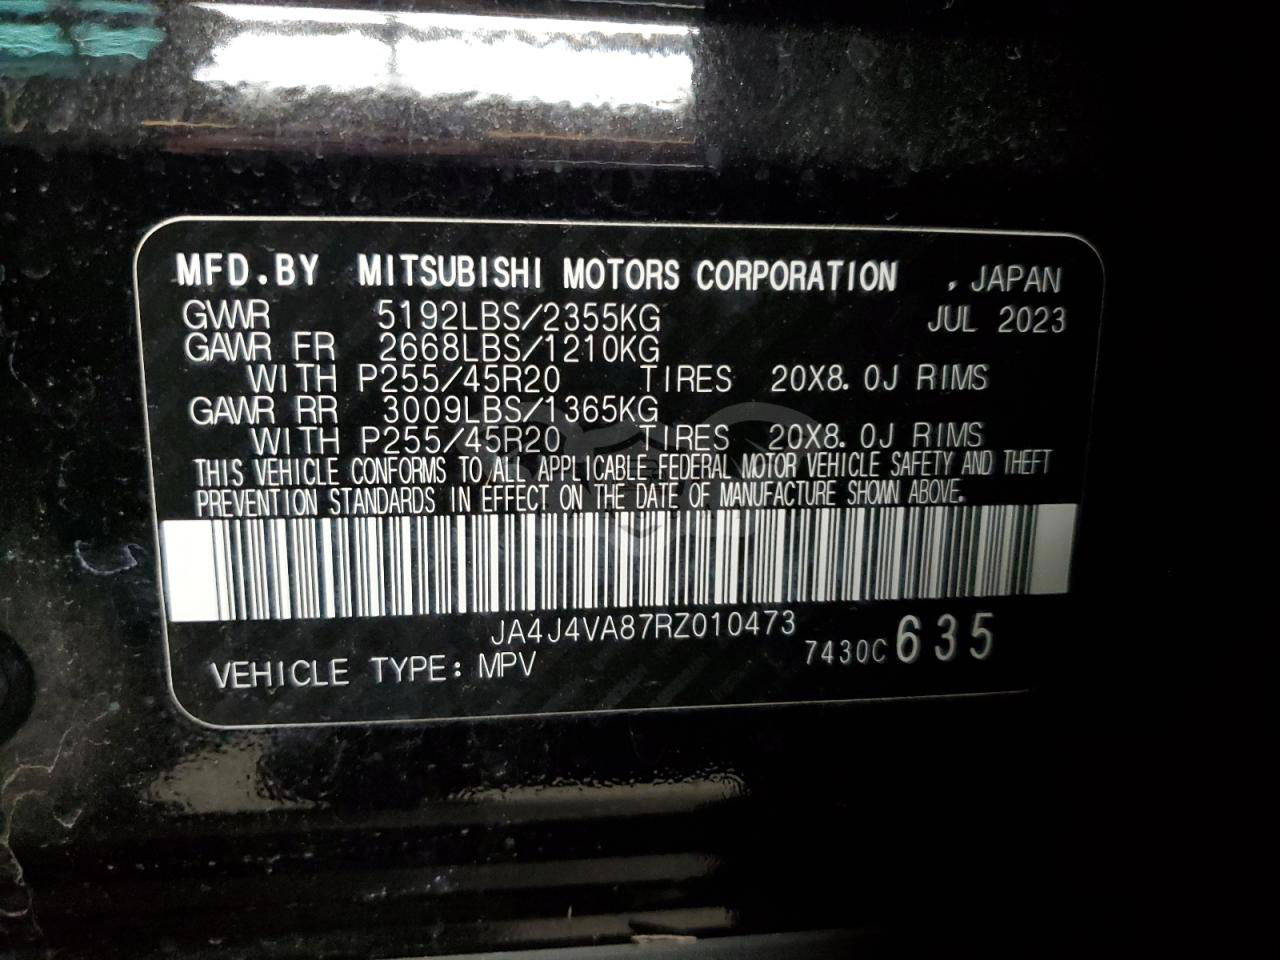 MFD.BY MITSUBISHI MOTORS CORPORATION , JAPAN
GVWR 5192LBS/2355KG JUL 2023
GAWR FR 2668LBS/1210KG
WITH P255/45R20 TIRES 20X8.0J RIMS
GAWR RR 3009LBS/1365KG
WITH P255/45R20 TIRES 20X8.0J RIMS
THIS VEHICLE CONFORMS TO ALL APPLICABLE FEDERAL MOTOR VEHICLE SAFETY AND THEFT
PREVENTION STANDARDS IN EFFECT ON THE DATE OF MANUFACTURE SHOWN ABOVE.
JA4J4VA87RZ010473
7430C 635
VEHICLE TYPE: MPV